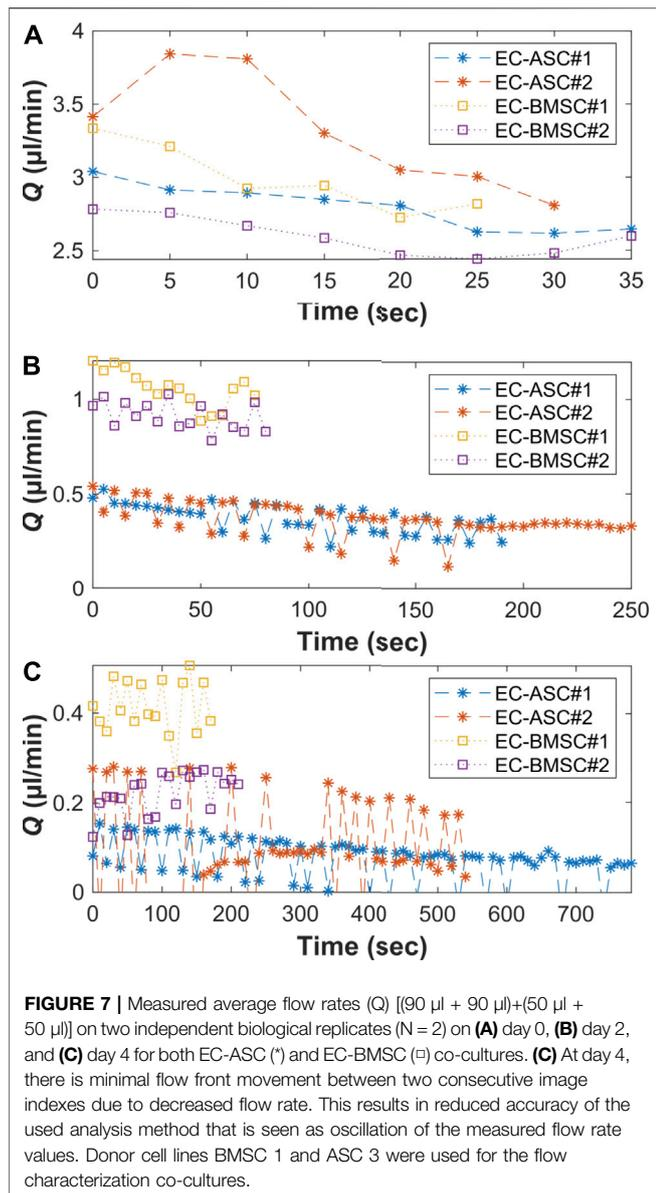 A
4
3.5
3
2.5
Q (µl/min)
EC-ASC#1
EC-ASC#2
EC-BMSC#1
EC-BMSC#2
0 5 10 15 20 25 30 35
Time (sec)
B
1
0.5
0
Q (µl/min)
EC-ASC#1
EC-ASC#2
EC-BMSC#1
EC-BMSC#2
0 50 100 150 200 250
Time (sec)
C
0.4
0.2
0
Q (µl/min)
EC-ASC#1
EC-ASC#2
EC-BMSC#1
EC-BMSC#2
0 100 200 300 400 500 600 700
Time (sec)
FIGURE 7 | Measured average flow rates (Q) [(90 µl + 90 µl)+(50 µl +
50 µl)] on two independent biological replicates (N = 2) on (A) day 0, (B) day 2,
and (C) day 4 for both EC-ASC (*) and EC-BMSC (□) co-cultures. (C) At day 4,
there is minimal flow front movement between two consecutive image
indexes due to decreased flow rate. This results in reduced accuracy of the
used analysis method that is seen as oscillation of the measured flow rate
values. Donor cell lines BMSC 1 and ASC 3 were used for the flow
characterization co-cultures.